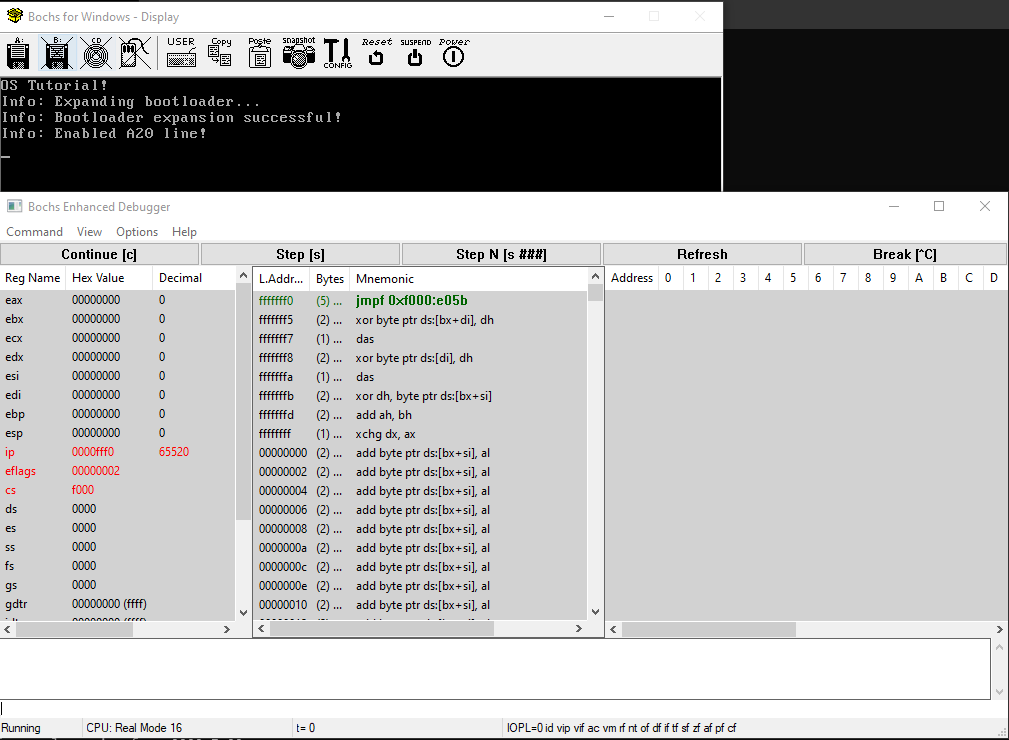 Bochs for Windows - Display
A: B: CD USER Copy Paste snapshot CONFIG Reset SUSPEND Power
OS Tutorial!
Info: Expanding bootloader...
Info: Bootloader expansion successful!
Info: Enabled A20 line!
Bochs Enhanced Debugger
Command View Options Help
Continue [c] Step [s] Step N [s ###] Refresh Break [^C]
Reg Name Hex Value Decimal L.Addr... Bytes Mnemonic Address 0 1 2 3 4 5 6 7 8 9 A B C D
eax 00000000 0 fffffff0 (5) ... jmpf 0xf000:e05b
ebx 00000000 0 fffffff5 (2) ... xor byte ptr ds:[bx+di], dh
ecx 00000000 0 fffffff7 (1) ... das
edx 00000000 0 fffffff8 (2) ... xor byte ptr ds:[di], dh
esi 00000000 0 fffffffa (1) ... das
edi 00000000 0 fffffffb (2) ... xor dh, byte ptr ds:[bx+si]
ebp 00000000 0 fffffffd (2) ... add ah, bh
esp 00000000 0 ffffffff (1) ... xchg dx, ax
ip 0000fff0 65520 00000000 (2) ... add byte ptr ds:[bx+si], al
eflags 00000002 00000002 (2) ... add byte ptr ds:[bx+si], al
cs f000 00000004 (2) ... add byte ptr ds:[bx+si], al
ds 0000 00000006 (2) ... add byte ptr ds:[bx+si], al
es 0000 00000008 (2) ... add byte ptr ds:[bx+si], al
ss 0000 0000000a (2) ... add byte ptr ds:[bx+si], al
fs 0000 0000000c (2) ... add byte ptr ds:[bx+si], al
gs 0000 0000000e (2) ... add byte ptr ds:[bx+si], al
gdtr 00000000 (ffff) 00000010 (2) ... add byte ptr ds:[bx+si], al
Running CPU: Real Mode 16 t= 0 IOPL=0 id vip vif ac vm rf nt of df if tf sf zf af pf cf